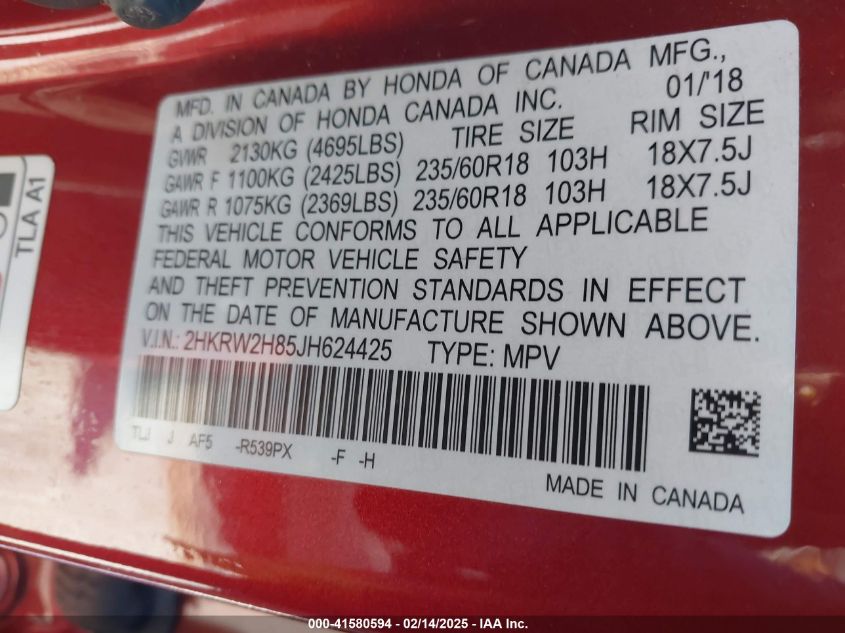 MFD. IN CANADA BY HONDA OF CANADA MFG.,
A DIVISION OF HONDA CANADA INC. 01/'18
GVWR 2130KG (4695LBS) TIRE SIZE RIM SIZE
GAWR F 1100KG (2425LBS) 235/60R18 103H 18X7.5J
GAWR R 1075KG (2369LBS) 235/60R18 103H 18X7.5J
THIS VEHICLE CONFORMS TO ALL APPLICABLE
FEDERAL MOTOR VEHICLE SAFETY
AND THEFT PREVENTION STANDARDS IN EFFECT
ON THE DATE OF MANUFACTURE SHOWN ABOVE.
V.I.N.: 2HKRW2H85JH624425 TYPE: MPV
TLJ J AF5 -R539PX -F -H
MADE IN CANADA
TLA A1
000-41580594 — 02/14/2025 — IAA Inc.